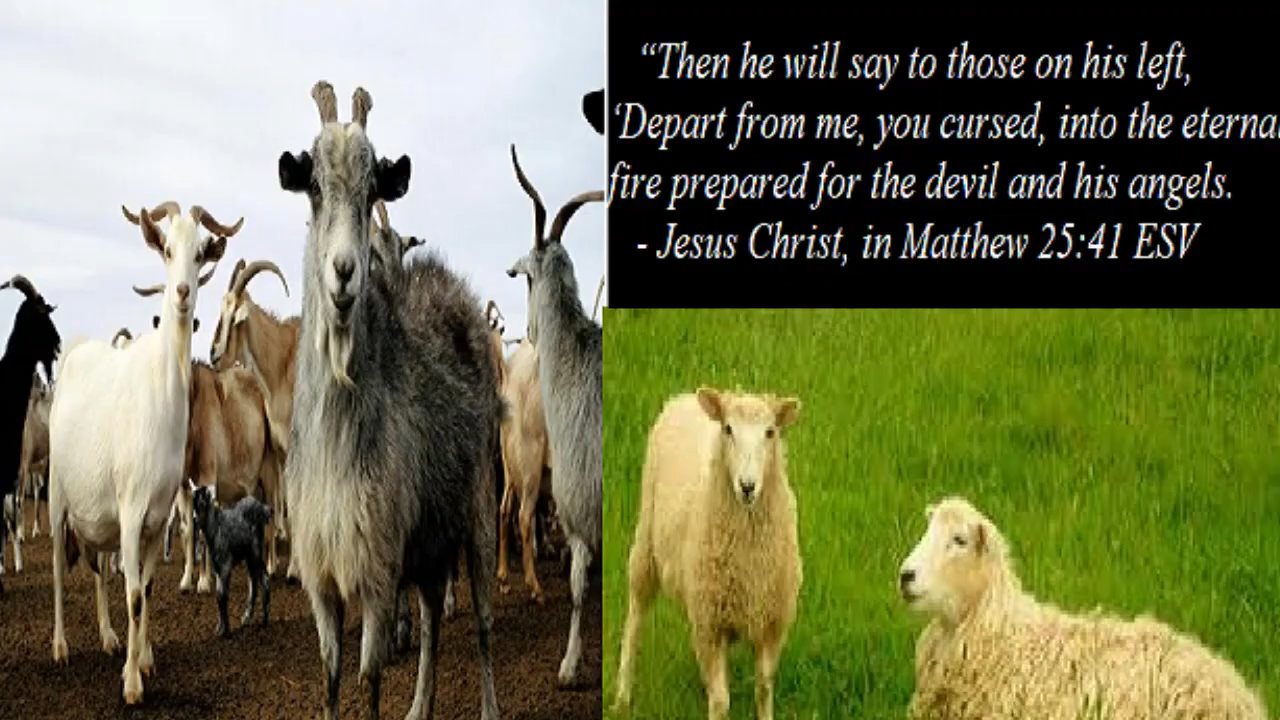 “Then he will say to those on his left,
‘Depart from me, you cursed, into the eternal
fire prepared for the devil and his angels.
- Jesus Christ, in Matthew 25:41 ESV